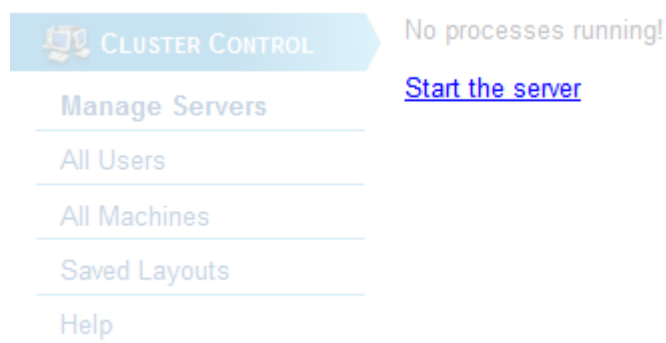 CLUSTER CONTROL
Manage Servers
All Users
All Machines
Saved Layouts
Help
No processes running!
Start the server